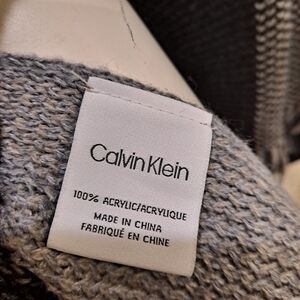 Calvin Klein
100% ACRYLIC/ACRYLIQUE
MADE IN CHINA
FABRIQUÉ EN CHINE